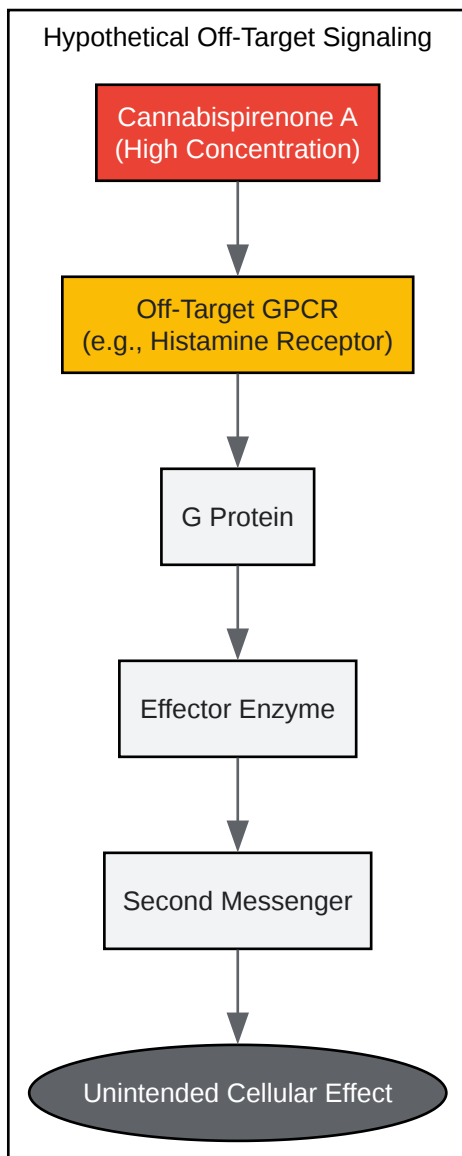 Hypothetical Off-Target Signaling
Cannabispirenone A
(High Concentration)
Off-Target GPCR
(e.g., Histamine Receptor)
G Protein
Effector Enzyme
Second Messenger
Unintended Cellular Effect